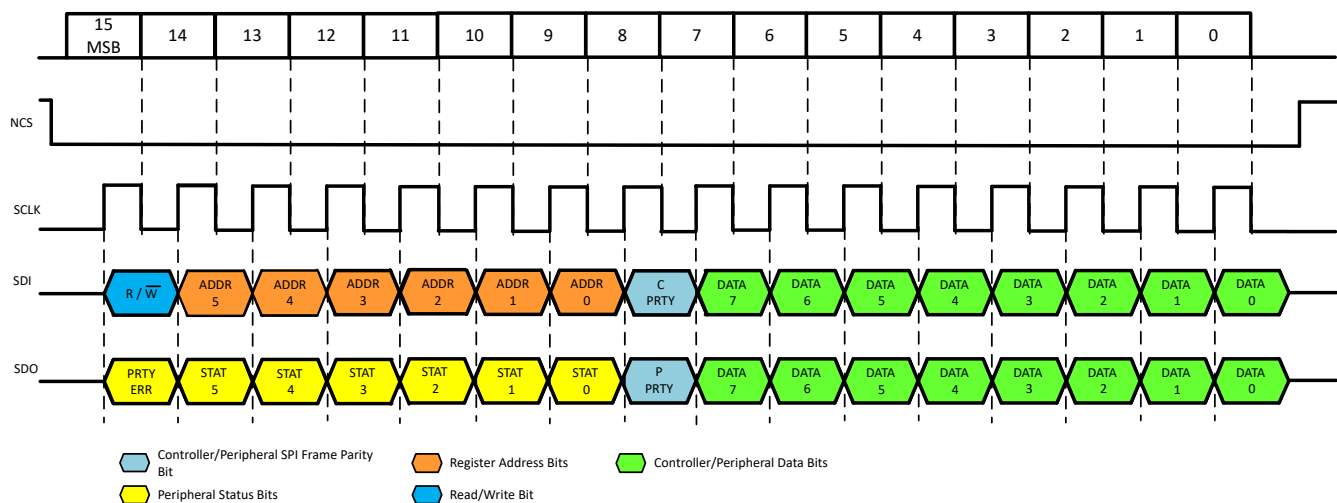 15
MSB
14
13
12
11
10
9
8
7
6
5
4
3
2
1
0
NCS
SCLK
SDI
R / W
ADDR
5
ADDR
4
ADDR
3
ADDR
2
ADDR
1
ADDR
0
C
PRTY
DATA
7
DATA
6
DATA
5
DATA
4
DATA
3
DATA
2
DATA
1
DATA
0
SDO
PRTY
ERR
STAT
5
STAT
4
STAT
3
STAT
2
STAT
1
STAT
0
P
PRTY
DATA
7
DATA
6
DATA
5
DATA
4
DATA
3
DATA
2
DATA
1
DATA
0
Controller/Peripheral SPI Frame Parity
Bit
Register Address Bits
Controller/Peripheral Data Bits
Peripheral Status Bits
Read/Write Bit